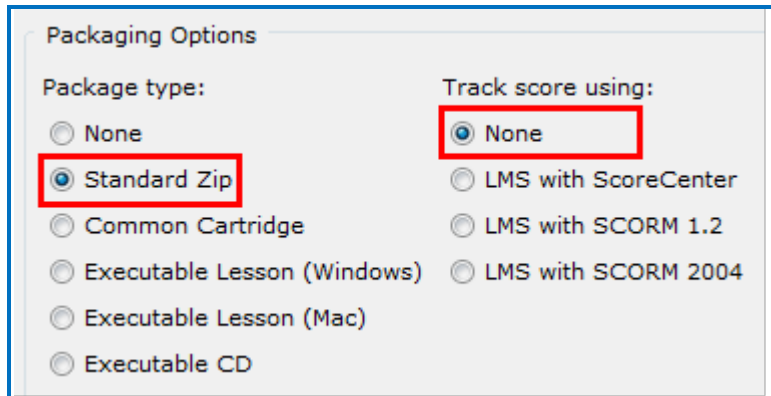 Packaging Options
Package type:
None
Standard Zip
Common Cartridge
Executable Lesson (Windows)
Executable Lesson (Mac)
Executable CD
Track score using:
None
LMS with ScoreCenter
LMS with SCORM 1.2
LMS with SCORM 2004